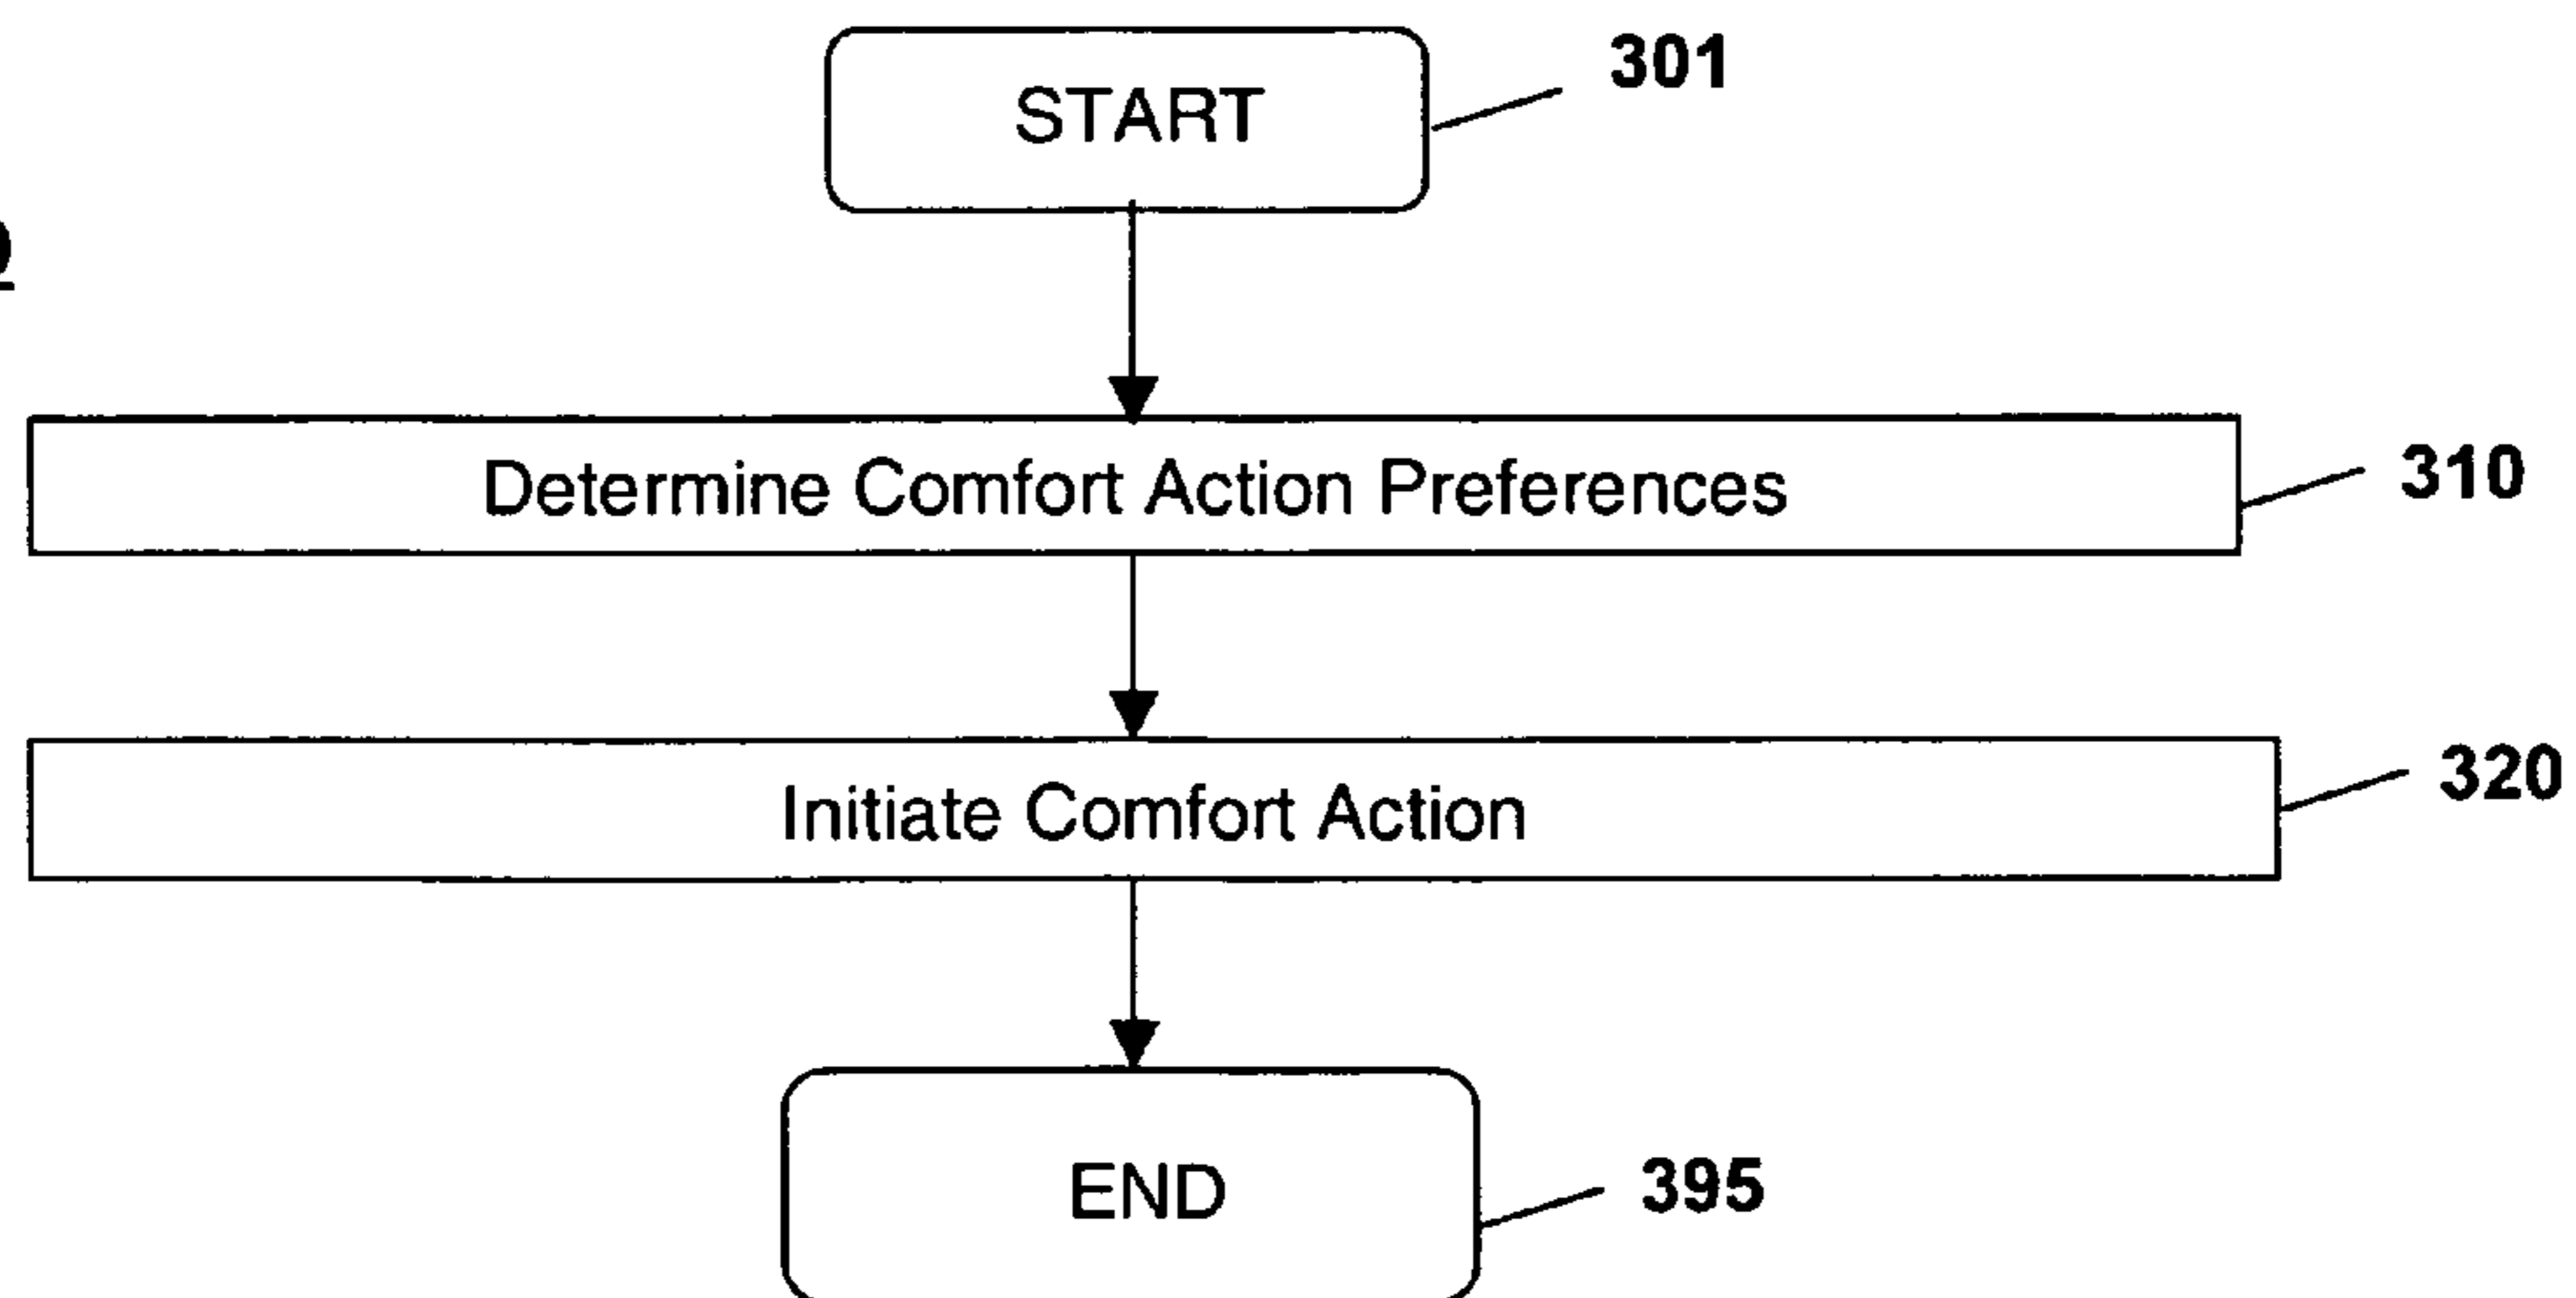 START
301
Determine Comfort Action Preferences
310
Initiate Comfort Action
320
END
395